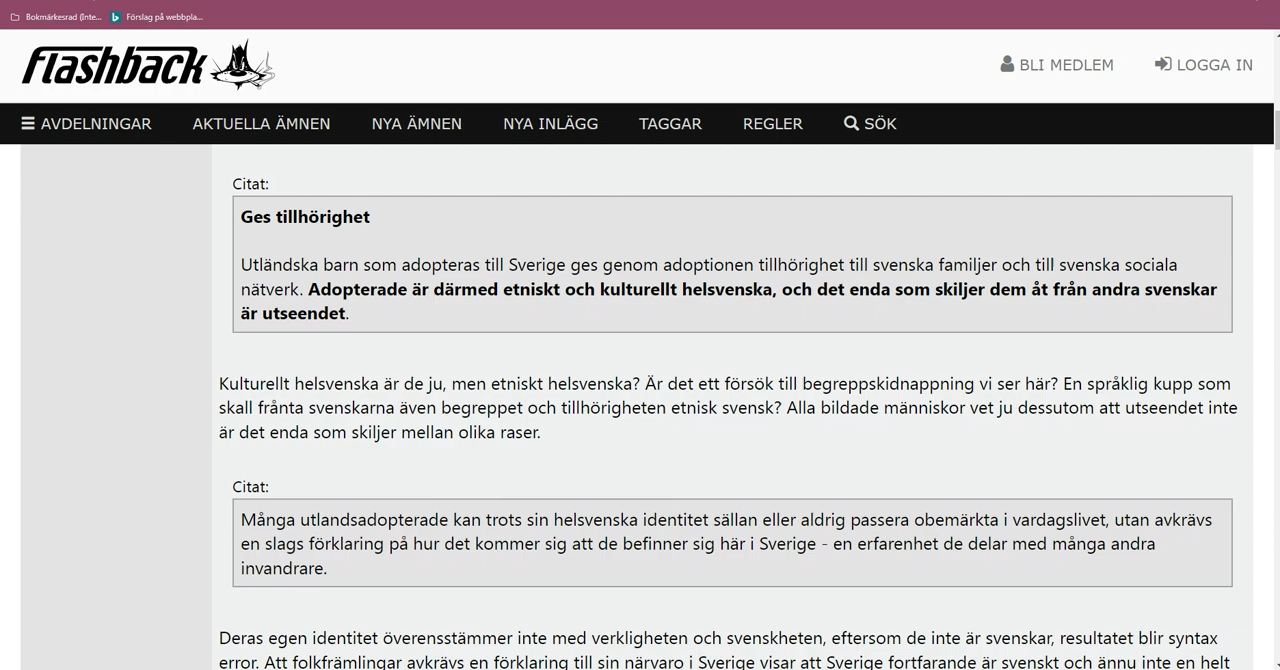 Bokmärkesrad (Inte...
Förslag på webbpla...
flashback
BLI MEDLEM
LOGGA IN
AVDELNINGAR
AKTUELLA ÄMNEN
NYA ÄMNEN
NYA INLÄGG
TAGGAR
REGLER
SÖK
Citat:
Ges tillhörighet
Utländska barn som adopteras till Sverige ges genom adoptionen tillhörighet till svenska familjer och till svenska sociala
nätverk. Adopterade är därmed etniskt och kulturellt helsvenska, och det enda som skiljer dem åt från andra svenskar
är utseendet.
Kulturellt helsvenska är de ju, men etniskt helsvenska? Är det ett försök till begreppskidnappning vi ser här? En språklig kupp som
skall frånta svenskarna även begreppet och tillhörigheten etnisk svensk? Alla bildade människor vet ju dessutom att utseendet inte
är det enda som skiljer mellan olika raser.
Citat:
Många utlandsadopterade kan trots sin helsvenska identitet sällan eller aldrig passera obemärkta i vardagslivet, utan avkrävs
en slags förklaring på hur det kommer sig att de befinner sig här i Sverige - en erfarenhet de delar med många andra
invandrare.
Deras egen identitet överensstämmer inte med verkligheten och svenskheten, eftersom de inte är svenskar, resultatet blir syntax
error. Att folkfrämlingar avkrävs en förklaring till sin närvaro i Sverige visar att Sverige fortfarande är svenskt och ännu inte en helt